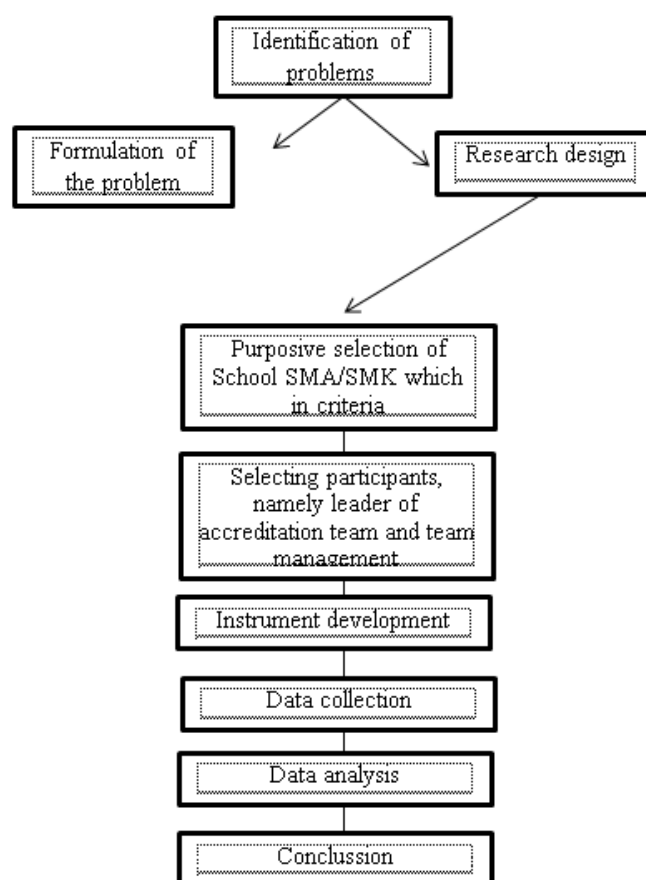 Identification of
problems
Formulation of
the problem
Research design
Purposive selection of
School SMA/SMK which
in criteria
Selecting participants,
namely leader of
accreditation team and team
management
Instrument development
Data collection
Data analysis
Conclussion